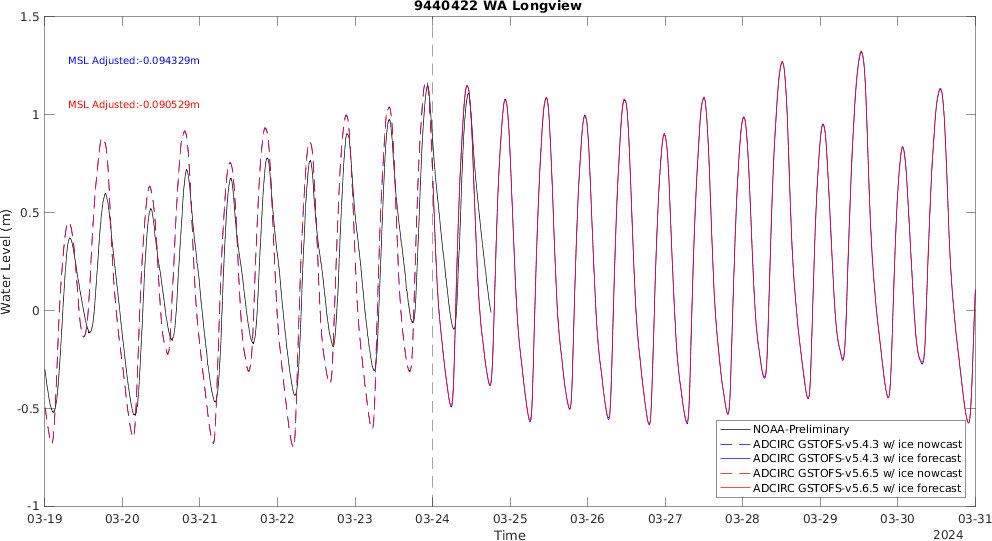 9440422 WA Longview
1.5
1
0.5
0
-0.5
-1
Water Level (m)
MSL Adjusted:-0.094329m
MSL Adjusted:-0.090529m
NOAA-Preliminary
ADCIRC GSTOFS-v5.4.3 w/ ice nowcast
ADCIRC GSTOFS-v5.4.3 w/ ice forecast
ADCIRC GSTOFS-v5.6.5 w/ ice nowcast
ADCIRC GSTOFS-v5.6.5 w/ ice forecast
03-19 03-20 03-21 03-22 03-23 03-24 03-25 03-26 03-27 03-28 03-29 03-30 03-31
Time
2024